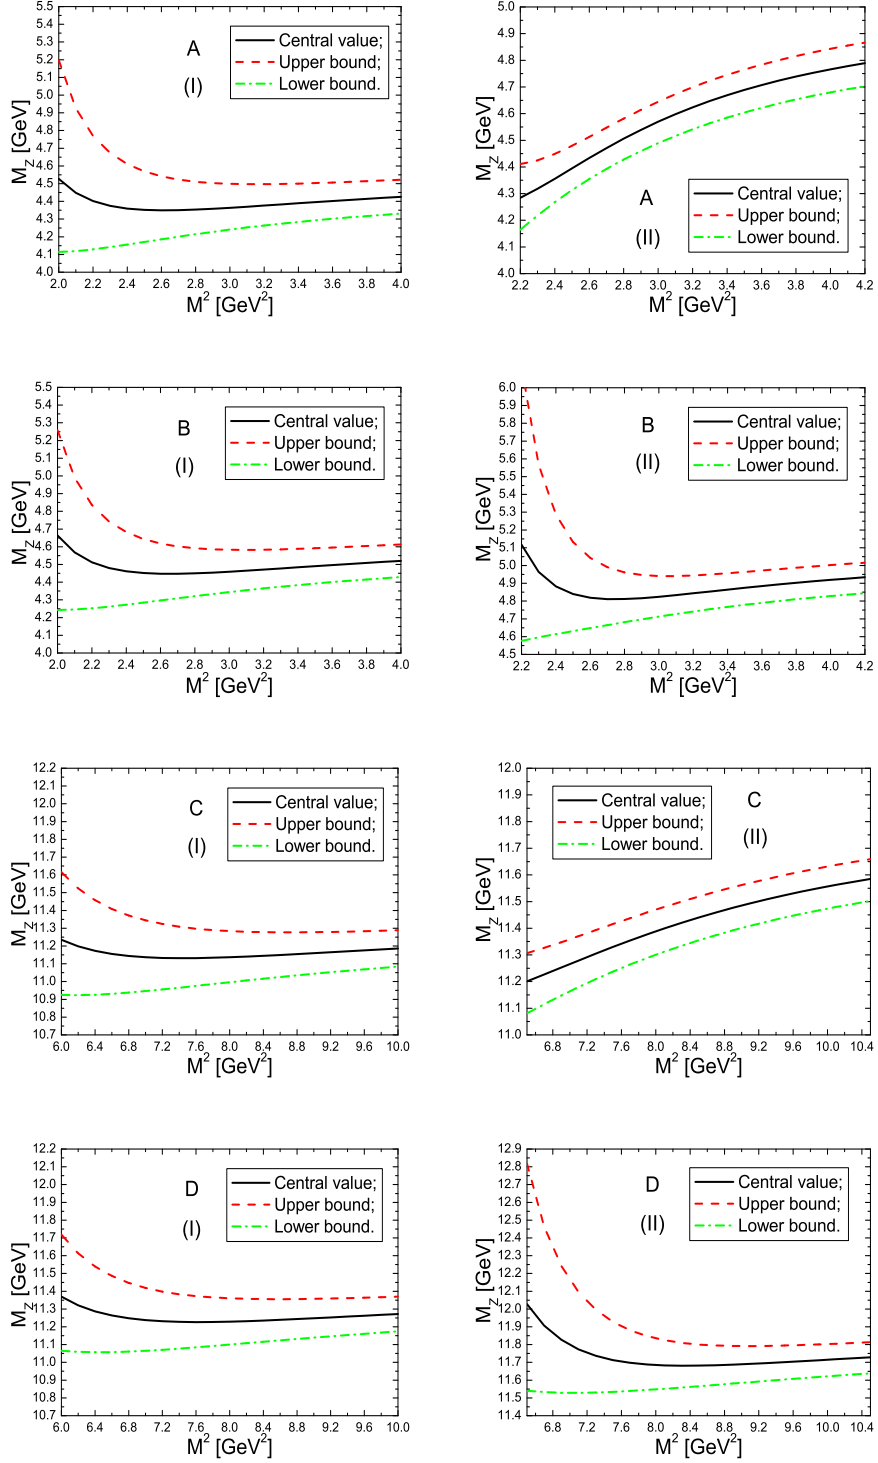 5.5
5.4
5.3
5.2
5.1
5.0
4.9
4.8
4.7
4.6
4.5
4.4
4.3
4.2
4.1
4.0
M_Z [GeV]
A
(I)
Central value;
Upper bound;
Lower bound.
2.0 2.2 2.4 2.6 2.8 3.0 3.2 3.4 3.6 3.8 4.0
M² [GeV²]
5.0
4.9
4.8
4.7
4.6
4.5
4.4
4.3
4.2
4.1
4.0
M_Z [GeV]
A
(II)
Central value;
Upper bound;
Lower bound.
2.2 2.4 2.6 2.8 3.0 3.2 3.4 3.6 3.8 4.0 4.2
M² [GeV²]
5.5
5.4
5.3
5.2
5.1
5.0
4.9
4.8
4.7
4.6
4.5
4.4
4.3
4.2
4.1
4.0
M_Z [GeV]
B
(I)
Central value;
Upper bound;
Lower bound.
2.0 2.2 2.4 2.6 2.8 3.0 3.2 3.4 3.6 3.8 4.0
M² [GeV²]
6.0
5.9
5.8
5.7
5.6
5.5
5.4
5.3
5.2
5.1
5.0
4.9
4.8
4.7
4.6
4.5
M_Z [GeV]
B
(II)
Central value;
Upper bound;
Lower bound.
2.2 2.4 2.6 2.8 3.0 3.2 3.4 3.6 3.8 4.0 4.2
M² [GeV²]
12.2
12.1
12.0
11.9
11.8
11.7
11.6
11.5
11.4
11.3
11.2
11.1
11.0
10.9
10.8
10.7
M_Z [GeV]
C
(I)
Central value;
Upper bound;
Lower bound.
6.0 6.4 6.8 7.2 7.6 8.0 8.4 8.8 9.2 9.6 10.0
M² [GeV²]
12.0
11.9
11.8
11.7
11.6
11.5
11.4
11.3
11.2
11.1
11.0
M_Z [GeV]
Central value;
Upper bound;
Lower bound.
C
(II)
6.8 7.2 7.6 8.0 8.4 8.8 9.2 9.6 10.0 10.4
M² [GeV²]
12.2
12.1
12.0
11.9
11.8
11.7
11.6
11.5
11.4
11.3
11.2
11.1
11.0
10.9
10.8
10.7
M_Z [GeV]
D
(I)
Central value;
Upper bound;
Lower bound.
6.0 6.4 6.8 7.2 7.6 8.0 8.4 8.8 9.2 9.6 10.0
M² [GeV²]
12.9
12.8
12.7
12.6
12.5
12.4
12.3
12.2
12.1
12.0
11.9
11.8
11.7
11.6
11.5
11.4
M_Z [GeV]
D
(II)
Central value;
Upper bound;
Lower bound.
6.8 7.2 7.6 8.0 8.4 8.8 9.2 9.6 10.0 10.4
M² [GeV²]